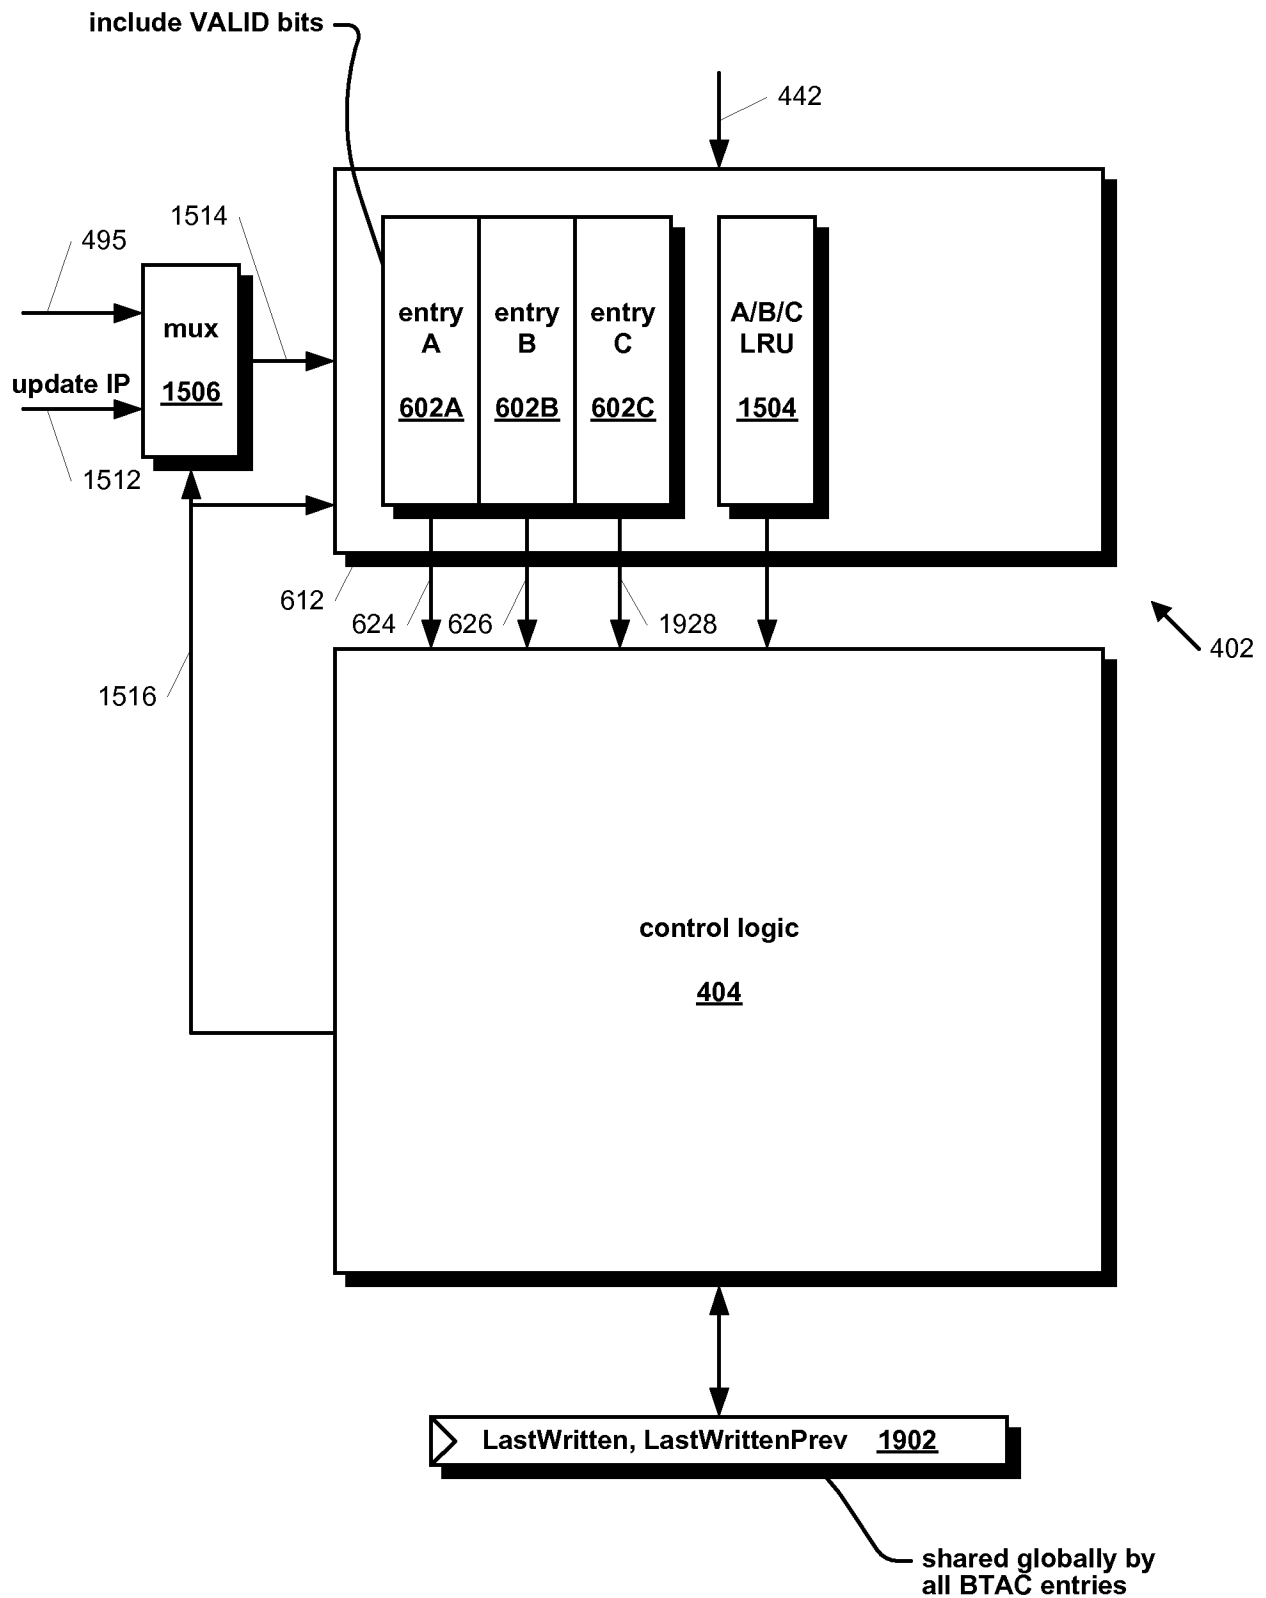 include VALID bits
442
1514
495
mux
1506
update IP
1512
entry
A
602A
entry
B
602B
entry
C
602C
A/B/C
LRU
1504
612
624
626
1928
402
1516
control logic
404
LastWritten, LastWrittenPrev 1902
shared globally by
all BTAC entries